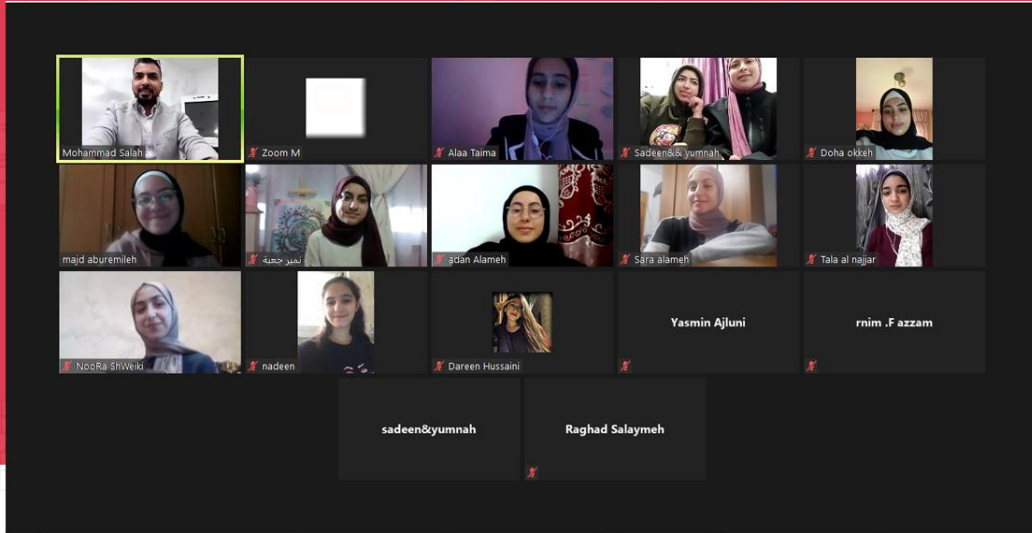 Mohammad Salah
Zoom M
Alaa Taima
Sadeen&& yumnah
Doha okkeh
majd aburemileh
نمير جعبة
adan Alameh
Sara alameh
Tala al najjar
NooRa ShWeiki
nadeen
Dareen Hussaini
Yasmin Ajluni
rnim .F azzam
sadeen&yumnah
Raghad Salaymeh